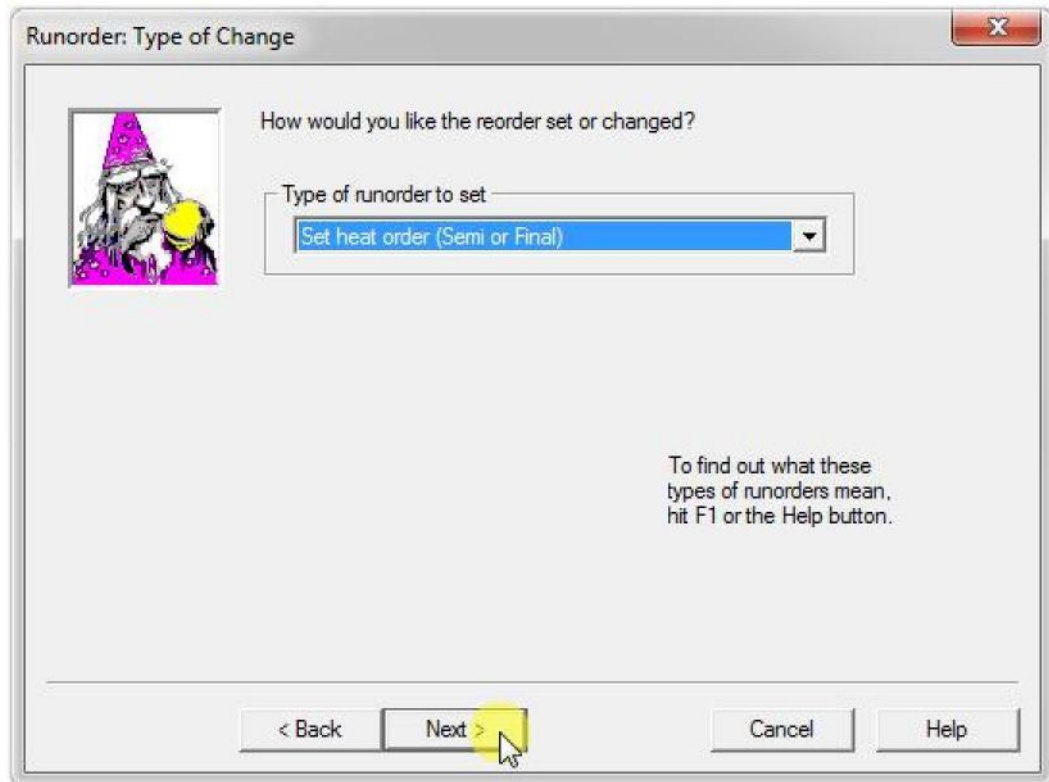 Runorder: Type of Change
How would you like the reorder set or changed?
Type of runorder to set
Set heat order (Semi or Final)
To find out what these
types of runorders mean,
hit F1 or the Help button.
< Back
Next >
Cancel
Help